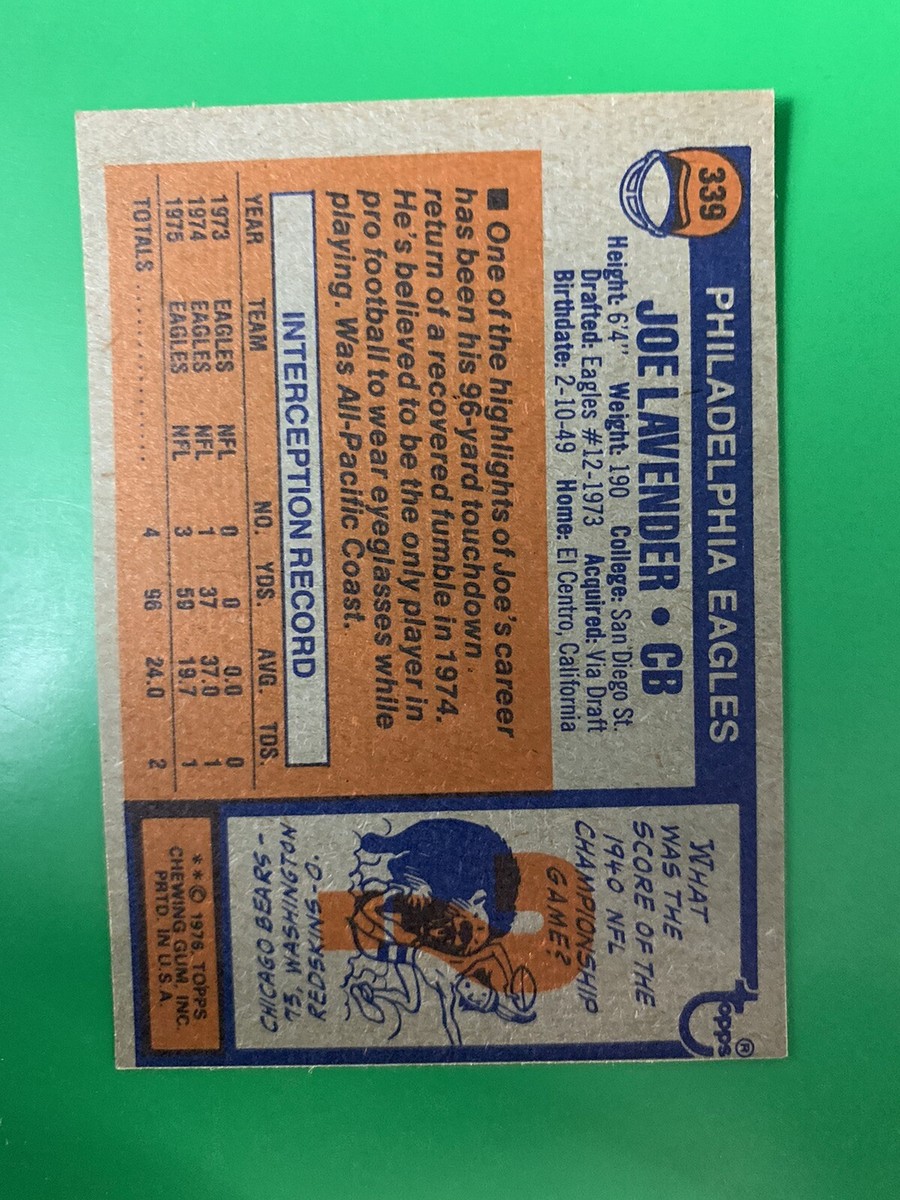 339
PHILADELPHIA EAGLES
JOE LAVENDER • CB
Height: 6'4" Weight: 190 College: San Diego St.
Drafted: Eagles #12-1973 Acquired: Via Draft
Birthdate: 2-10-49 Home: El Centro, California
■ One of the highlights of Joe's career
has been his 96-yard touchdown
return of a recovered fumble in 1974.
He's believed to be the only player in
pro football to wear eyeglasses while
playing. Was All-Pacific Coast.
INTERCEPTION RECORD
YEAR TEAM NO. YDS. AVG. TDS.
1973 EAGLES NFL 0 0 0.0 0
1974 EAGLES NFL 1 37 37.0 1
1975 EAGLES NFL 3 59 19.7 1
TOTALS .................. 4 96 24.0 2
topps®
WHAT
WAS THE
SCORE OF THE
1940 NFL
CHAMPIONSHIP
GAME?
CHICAGO BEARS-
73, WASHINGTON
REDSKINS-0.
**© 1976 TOPPS
CHEWING GUM, INC.
PRTD. IN U.S.A.